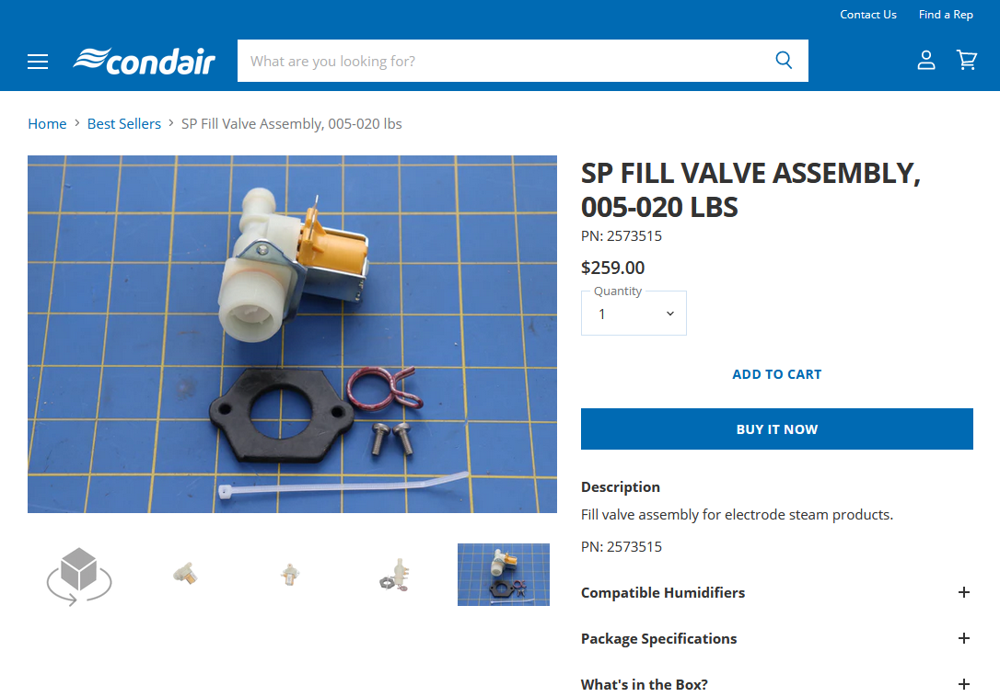 Contact Us Find a Rep
condair What are you looking for?
Home > Best Sellers > SP Fill Valve Assembly, 005-020 lbs
SP FILL VALVE ASSEMBLY,
005-020 LBS
PN: 2573515
$259.00
Quantity
1
ADD TO CART
BUY IT NOW
Description
Fill valve assembly for electrode steam products.
PN: 2573515
Compatible Humidifiers +
Package Specifications +
What's in the Box? +